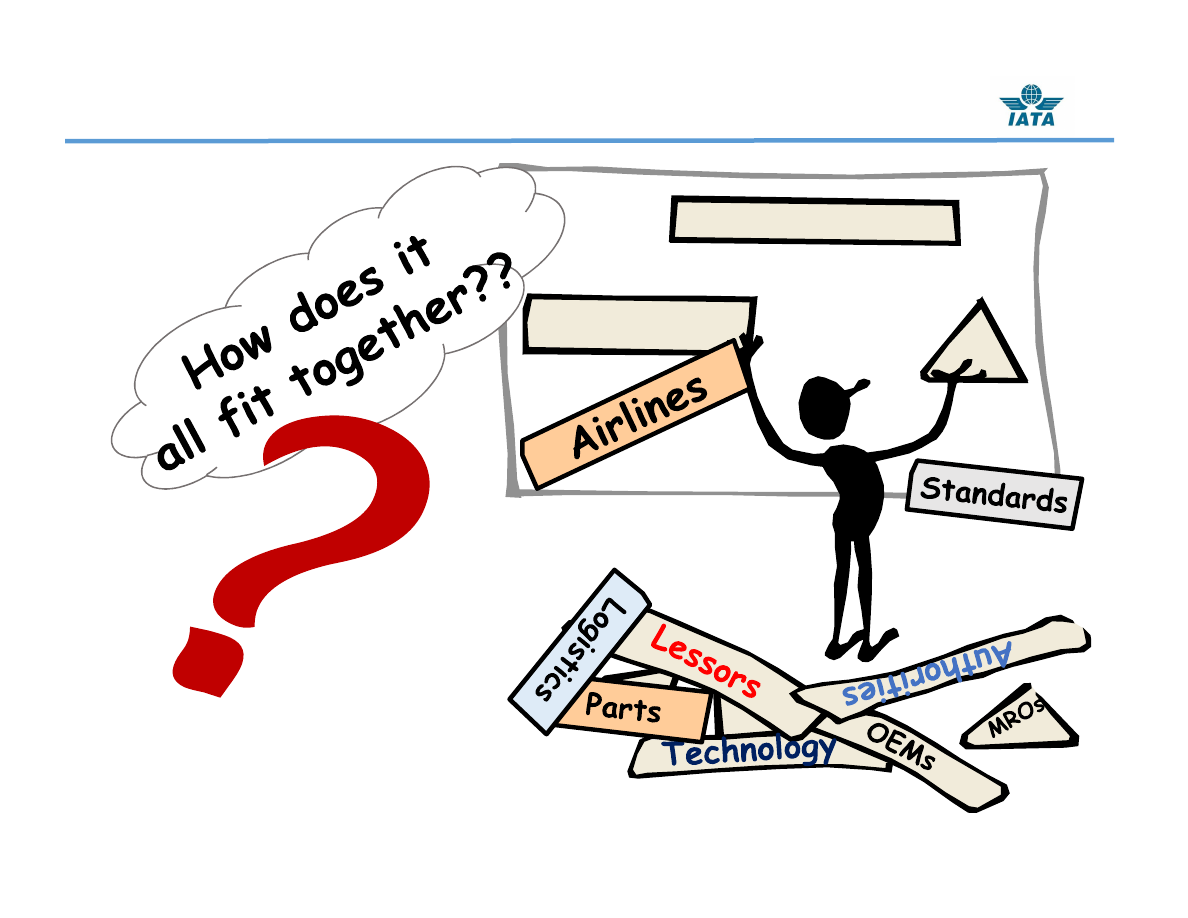 IATA
How does it
all fit together??
?
Airlines
Standards
Logistics
Lessors
Authorities
Parts
MROs
OEMs
Technology